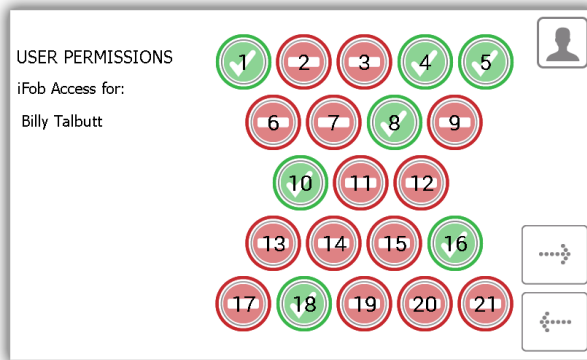 USER PERMISSIONS
iFob Access for:
Billy Talbutt
1 2 3 4 5
6 7 8 9
10 11 12
13 14 15 16
17 18 19 20 21